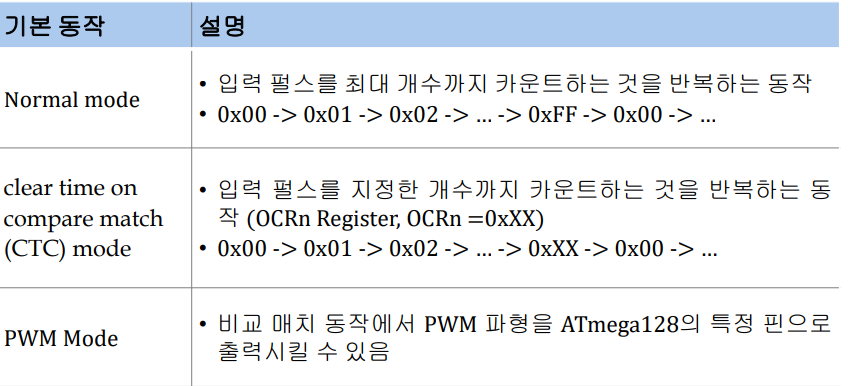 기본 동작
설명
Normal mode
• 입력 펄스를 최대 개수까지 카운트하는 것을 반복하는 동작
• 0x00 -> 0x01 -> 0x02 -> ... -> 0xFF -> 0x00 -> ...
clear time on
compare match
(CTC) mode
• 입력 펄스를 지정한 개수까지 카운트하는 것을 반복하는 동
작 (OCRn Register, OCRn =0xXX)
• 0x00 -> 0x01 -> 0x02 -> ... -> 0xXX -> 0x00 -> ...
PWM Mode
• 비교 매치 동작에서 PWM 파형을 ATmega128의 특정 핀으로
출력시킬 수 있음